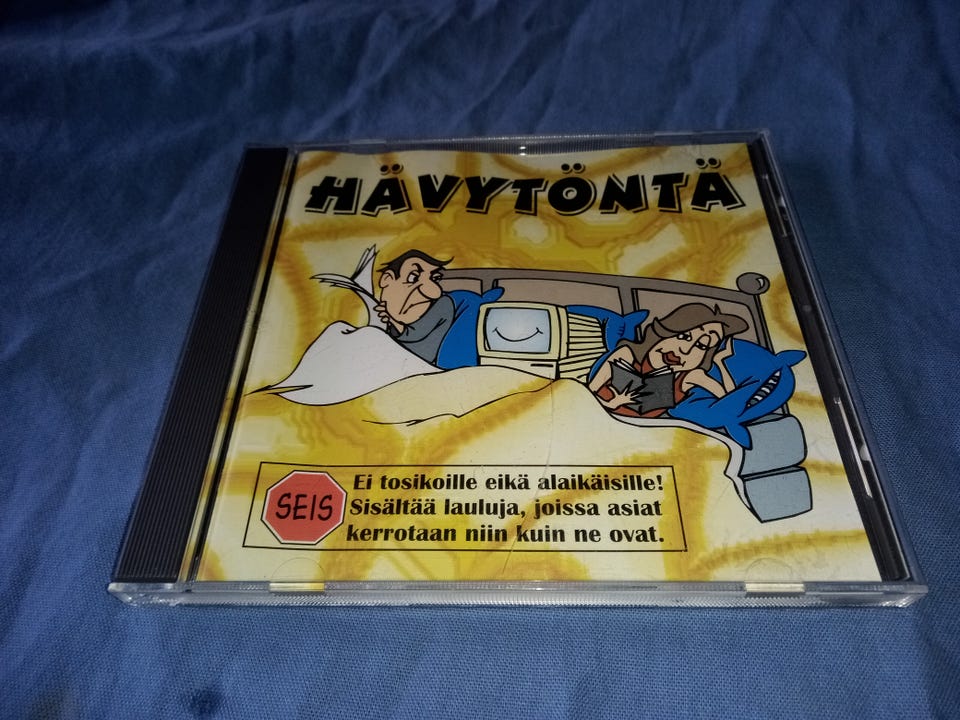 HÄVYTÖNTÄ
SEIS
Ei tosikoille eikä alaikäisille!
Sisältää lauluja, joissa asiat
kerrotaan niin kuin ne ovat.